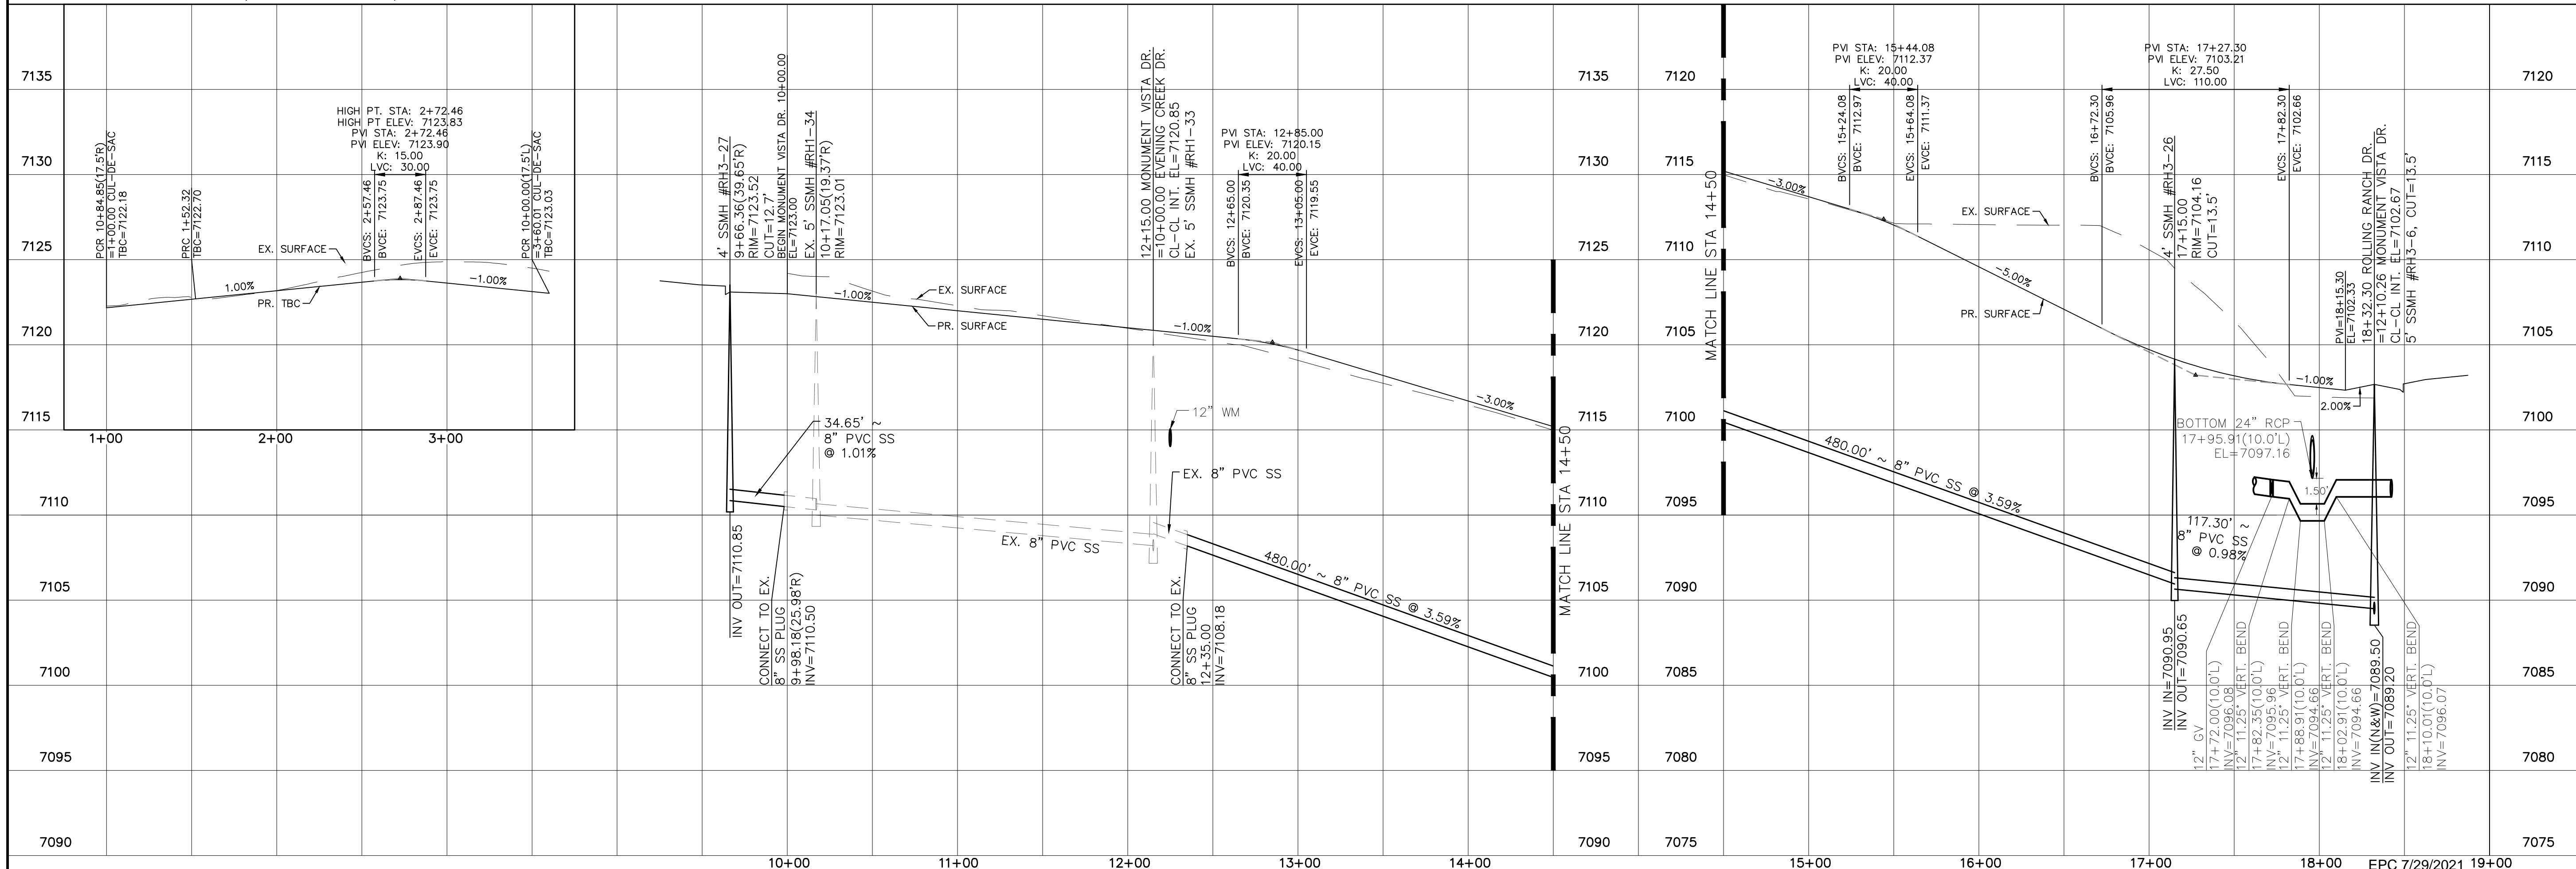 7135
7130
7125
7120
7115
7110
7105
7100
7095
7090
PCR 10+84.85(17.5'R)
=1+00.00 CUL-DE-SAC
TBC=7122.18
PRC 1+52.32
TBC=7122.70
HIGH PT. STA: 2+72.46
HIGH PT ELEV: 7123.83
PVI STA: 2+72.46
PVI ELEV: 7123.90
K: 15.00
LVC: 30.00
BVCS: 2+57.46
BVCE: 7123.75
EVCS: 2+87.46
EVCE: 7123.75
PCR 10+00.00(17.5'L)
=3+60.01 CUL-DE-SAC
TBC=7123.03
EX. SURFACE
1.00%
PR. TBC
-1.00%
1+00
2+00
3+00
4' SSMH #RH3-27
9+66.36(39.65'R)
RIM=7123.52
CUT=12.7'
BEGIN MONUMENT VISTA DR. 10+00.00
EL=7123.00
EX. 5' SSMH #RH1-34
10+17.05(19.37'R)
RIM=7123.01
-1.00%
EX. SURFACE
PR. SURFACE
12+15.00 MONUMENT VISTA DR.
=10+00.00 EVENING CREEK DR.
CL-CL INT. EL=7120.85
EX. 5' SSMH #RH1-33
-1.00%
PVI STA: 12+85.00
PVI ELEV: 7120.15
K: 20.00
LVC: 40.00
BVCS: 12+65.00
BVCE: 7120.35
EVCS: 13+05.00
EVCE: 7119.55
-3.00%
34.65' ~
8" PVC SS
@ 1.01%
12" WM
EX. 8" PVC SS
EX. 8" PVC SS
480.00' ~ 8" PVC SS @ 3.59%
INV OUT=7110.85
CONNECT TO EX.
8" SS PLUG
9+98.18(25.98'R)
INV=7110.50
CONNECT TO EX.
8" SS PLUG
12+35.00
INV=7108.18
MATCH LINE STA 14+50
7135
7130
7125
7120
7115
7110
7105
7100
7095
7090
10+00
11+00
12+00
13+00
14+00
7120
7115
7110
7105
7100
7095
7090
7085
7080
7075
MATCH LINE STA 14+50
-3.00%
PVI STA: 15+44.08
PVI ELEV: 7112.37
K: 20.00
LVC: 40.00
BVCS: 15+24.08
BVCE: 7112.97
EVCS: 15+64.08
EVCE: 7111.37
EX. SURFACE
-5.00%
PR. SURFACE
PVI STA: 17+27.30
PVI ELEV: 7103.21
K: 27.50
LVC: 110.00
BVCS: 16+72.30
BVCE: 7105.96
EVCS: 17+82.30
EVCE: 7102.66
4' SSMH #RH3-26
17+15.00
RIM=7104.16
CUT=13.5'
PVI=18+15.30
EL=7102.33
18+32.30 ROLLING RANCH DR.
=12+10.26 MONUMENT VISTA DR.
CL-CL INT. EL=7102.67
5' SSMH #RH3-6, CUT=13.5'
-1.00%
2.00%
BOTTOM 24" RCP
17+95.91(10.0'L)
EL=7097.16
1.50'
480.00' ~ 8" PVC SS @ 3.59%
117.30' ~
8" PVC SS
@ 0.98%
INV IN=7090.95
INV OUT=7090.65
12" GV
17+72.00(10.0'L)
INV=7096.08
12" 11.25° VERT. BEND
17+82.35(10.0'L)
INV=7095.96
12" 11.25° VERT. BEND
17+88.91(10.0'L)
INV=7094.66
12" 11.25° VERT. BEND
18+02.91(10.0'L)
INV=7094.66
INV IN(N&W)=7089.50
INV OUT=7089.20
12" 11.25° VERT. BEND
18+10.01(10.0'L)
INV=7096.07
7120
7115
7110
7105
7100
7095
7090
7085
7080
7075
15+00
16+00
17+00
18+00
EPC 7/29/2021
19+00